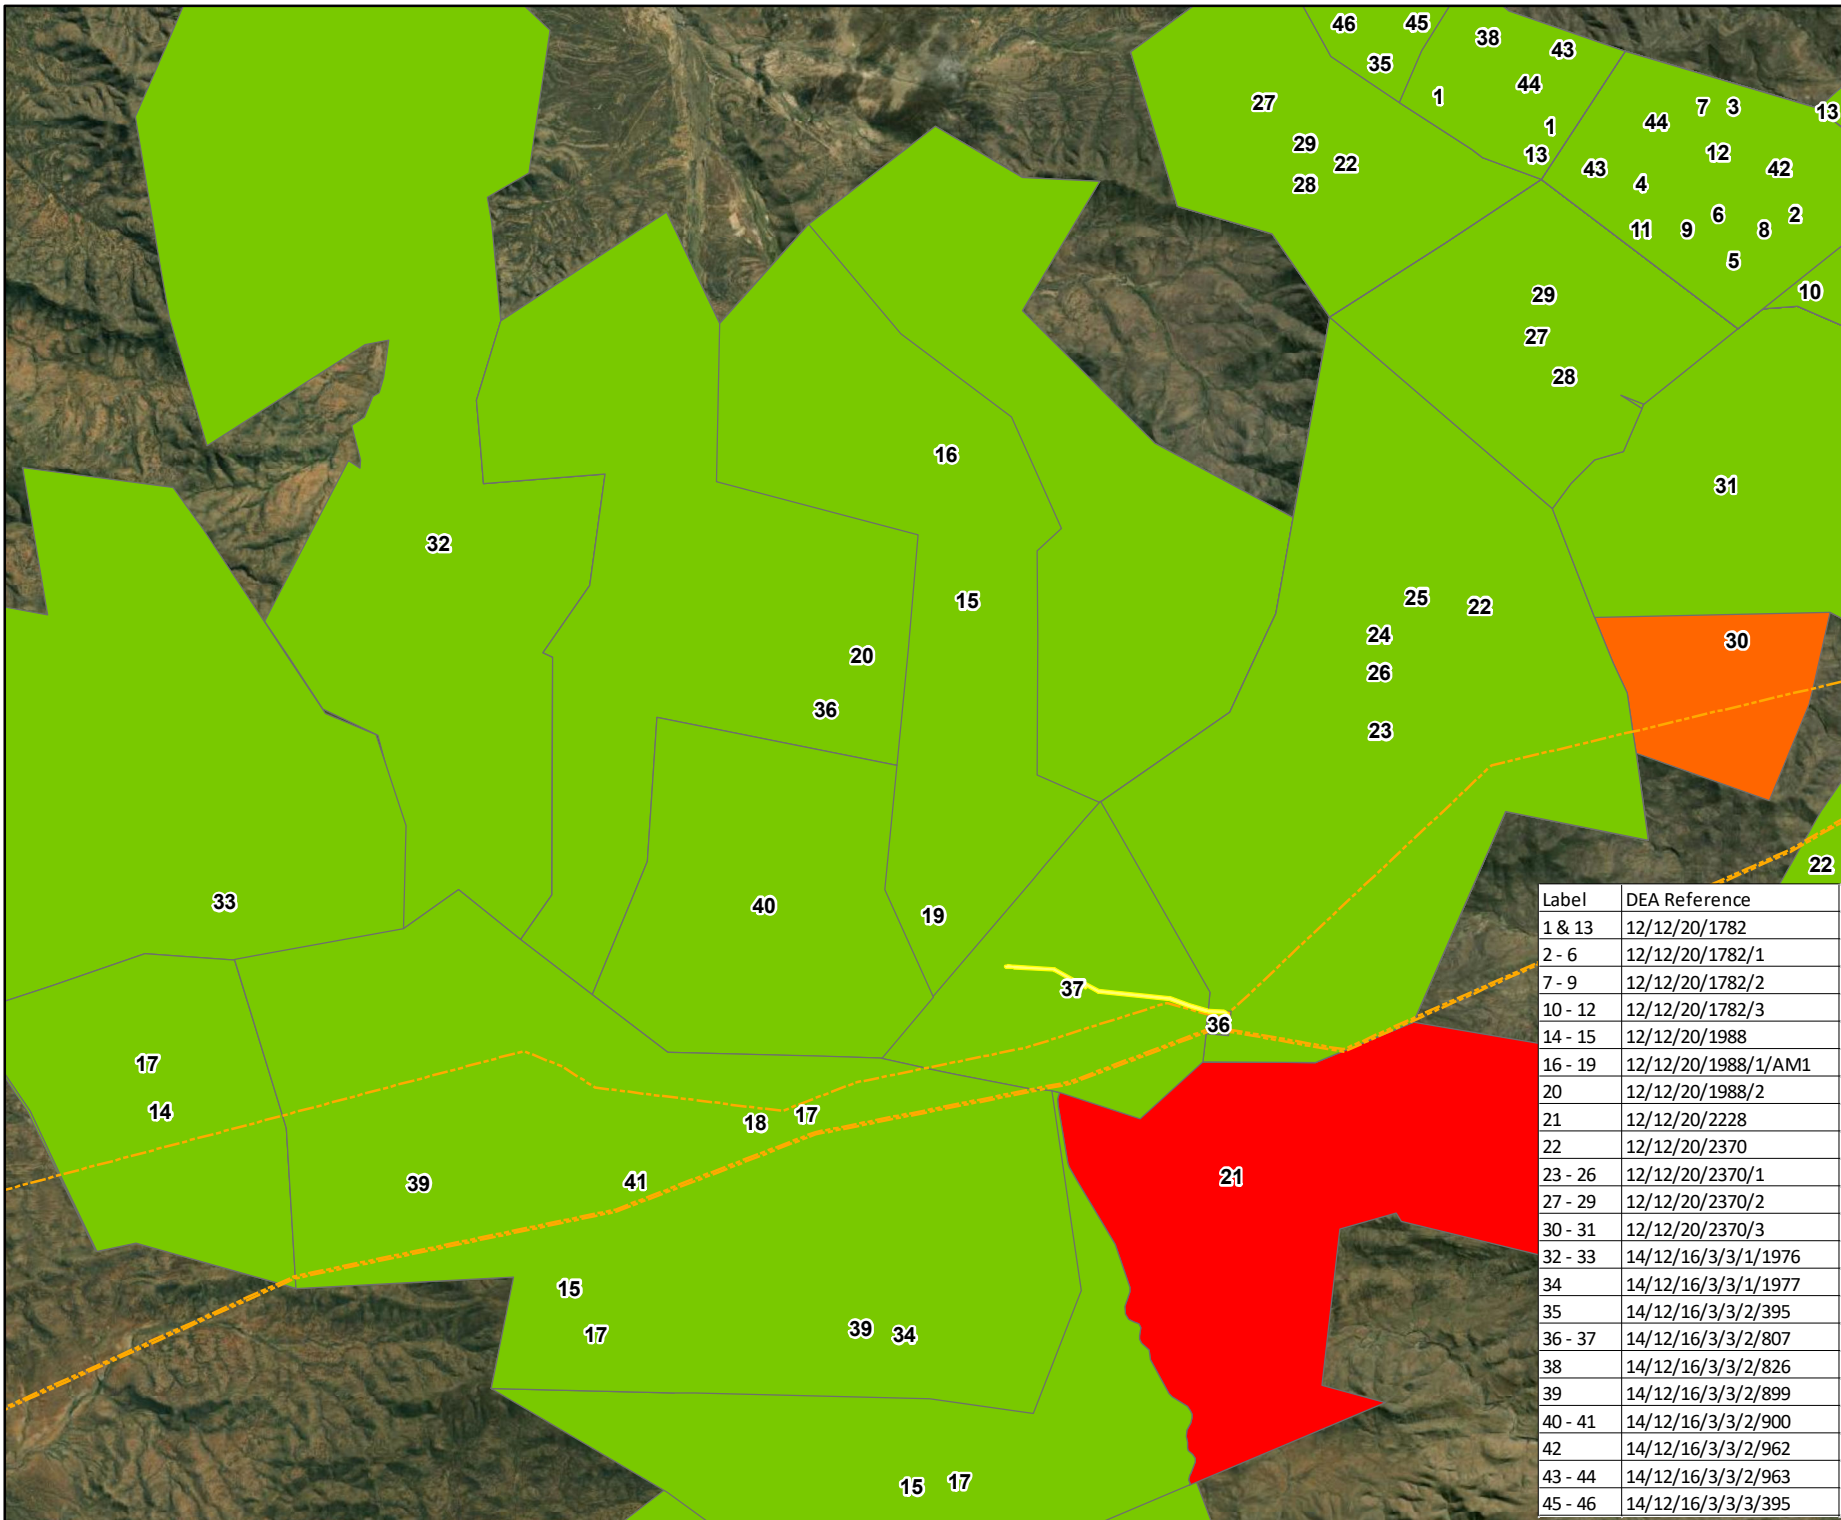 46 45 38 43
35
27 1 44 7 3 13
44
29 22 1 12
28 13 43 4 42
11 9 6 8 2
5
29 10
27
28
16 31
32
15 25 22
20 24 30
26
36 23
33 40 19 22
37
36
17
14 18 17
39 41 21
15
17 39 34
15 17
Label DEA Reference
1 & 13 12/12/20/1782
2 - 6 12/12/20/1782/1
7 - 9 12/12/20/1782/2
10 - 12 12/12/20/1782/3
14 - 15 12/12/20/1988
16 - 19 12/12/20/1988/1/AM1
20 12/12/20/1988/2
21 12/12/20/2228
22 12/12/20/2370
23 - 26 12/12/20/2370/1
27 - 29 12/12/20/2370/2
30 - 31 12/12/20/2370/3
32 - 33 14/12/16/3/3/1/1976
34 14/12/16/3/3/1/1977
35 14/12/16/3/3/2/395
36 - 37 14/12/16/3/3/2/807
38 14/12/16/3/3/2/826
39 14/12/16/3/3/2/899
40 - 41 14/12/16/3/3/2/900
42 14/12/16/3/3/2/962
43 - 44 14/12/16/3/3/2/963
45 - 46 14/12/16/3/3/3/395